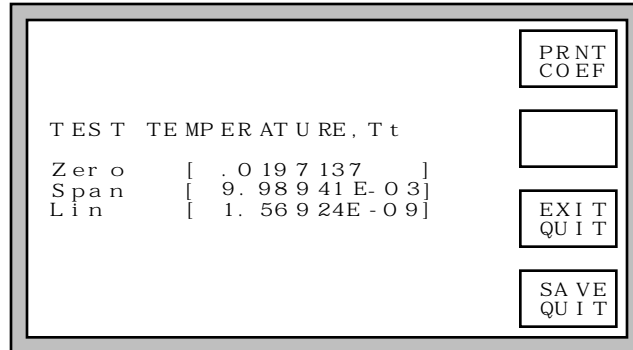 PRNT
COEF
TEST TEMPERATURE, Tt
Zero [ .0197137 ]
Span [ 9.98941E-03]
Lin [ 1.56924E-09]
EXIT
QUIT
SAVE
QUIT